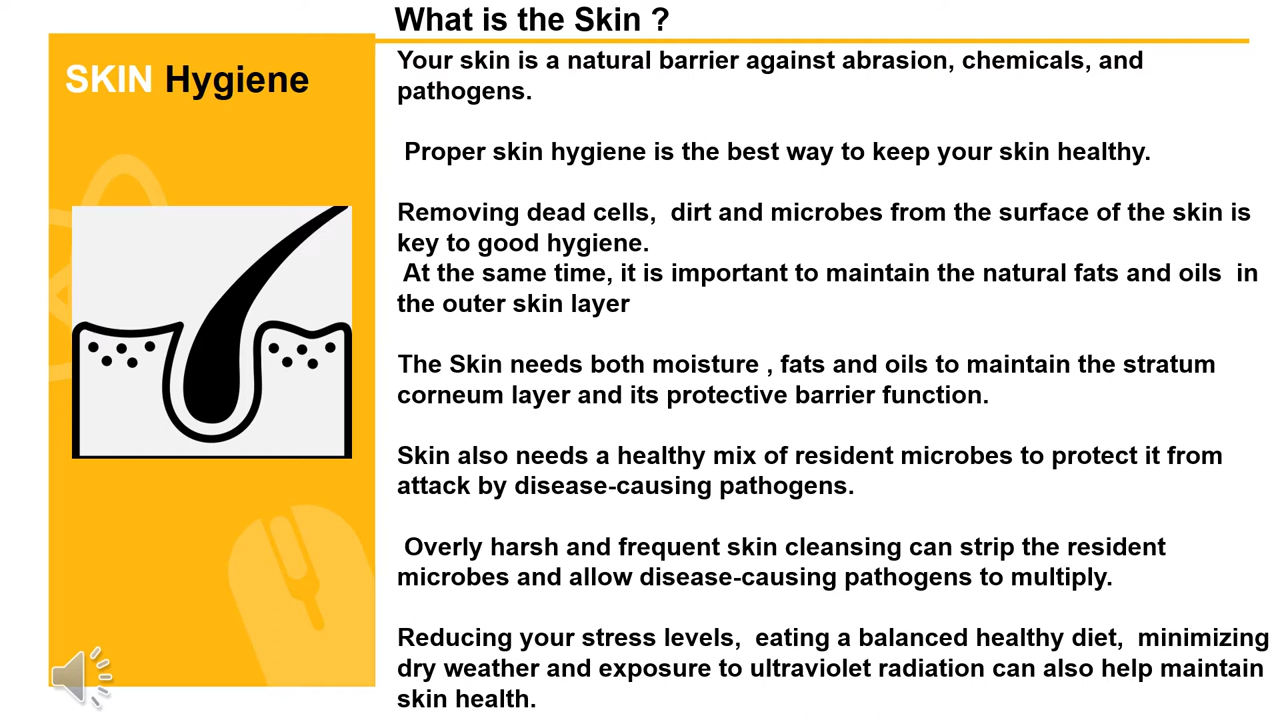 What is the Skin ?
SKIN Hygiene
Your skin is a natural barrier against abrasion, chemicals, and
pathogens.
Proper skin hygiene is the best way to keep your skin healthy.
Removing dead cells,  dirt and microbes from the surface of the skin is
key to good hygiene.
At the same time, it is important to maintain the natural fats and oils  in
the outer skin layer
The Skin needs both moisture , fats and oils to maintain the stratum
corneum layer and its protective barrier function.
Skin also needs a healthy mix of resident microbes to protect it from
attack by disease-causing pathogens.
Overly harsh and frequent skin cleansing can strip the resident
microbes and allow disease-causing pathogens to multiply.
Reducing your stress levels,  eating a balanced healthy diet,  minimizing
dry weather and exposure to ultraviolet radiation can also help maintain
skin health.